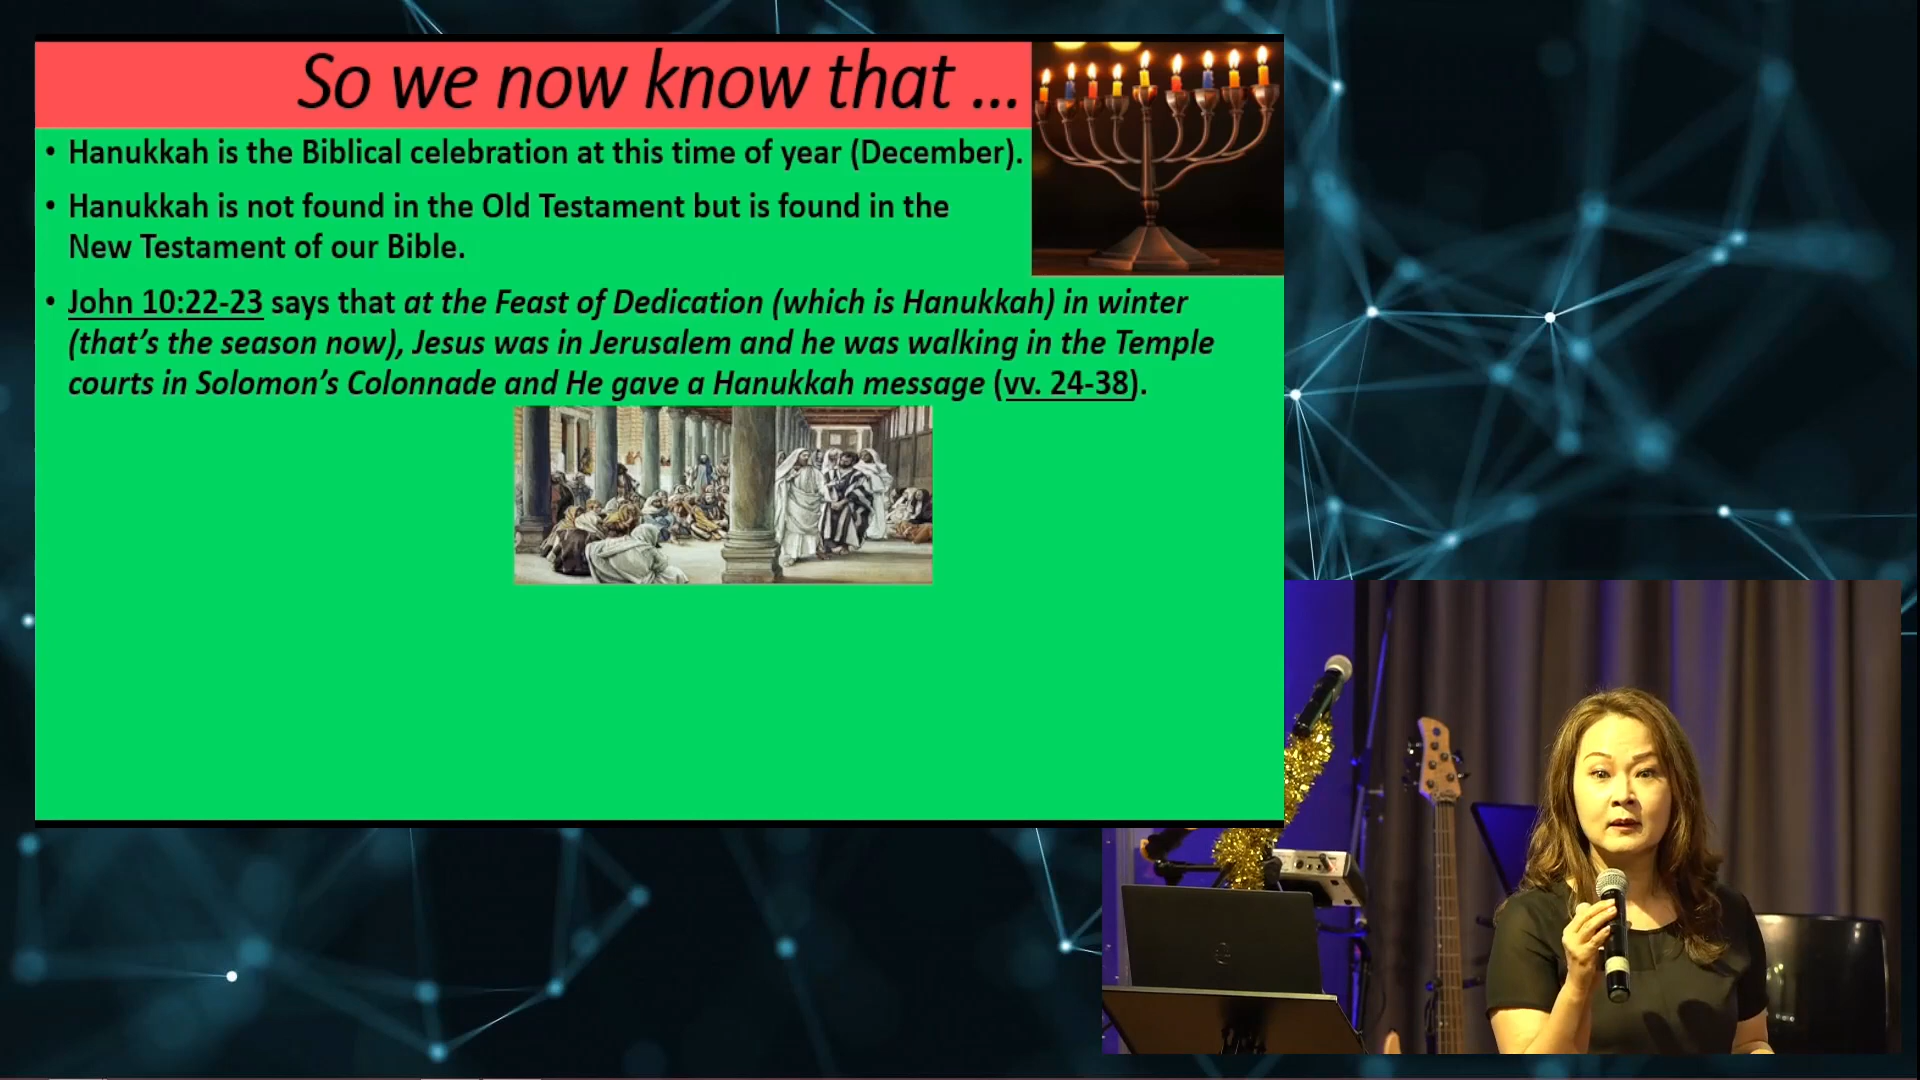 So we now know that ...
• Hanukkah is the Biblical celebration at this time of year (December).
• Hanukkah is not found in the Old Testament but is found in the
New Testament of our Bible.
• John 10:22-23 says that at the Feast of Dedication (which is Hanukkah) in winter
(that's the season now), Jesus was in Jerusalem and he was walking in the Temple
courts in Solomon's Colonnade and He gave a Hanukkah message (vv. 24-38).